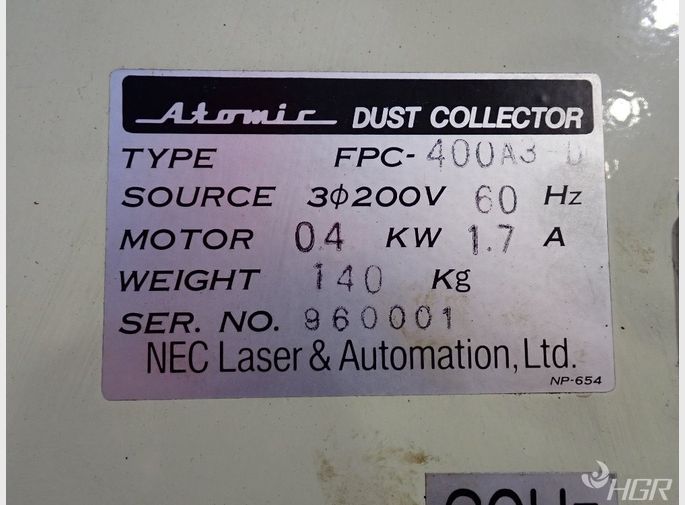 Atomic DUST COLLECTOR
TYPE FPC-400A3-D
SOURCE 3φ200V 60 Hz
MOTOR 04 KW 1.7 A
WEIGHT 140 Kg
SER. NO. 960001
NEC Laser & Automation, Ltd.
NP-654
HGR